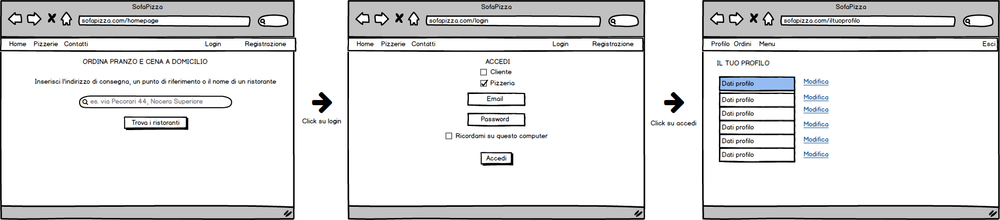 SofaPizza
sofapizza.com/homepage
Home Pizzerie Contatti Login Registrazione
ORDINA PRANZO E CENA A DOMICILIO
Inserisci l'indirizzo di consegna, un punto di riferimento o il nome di un ristorante
es. via Pecorari 44, Nocera Superiore
Trova i ristoranti
Click su login
SofaPizza
sofapizza.com/login
Home Pizzerie Contatti Login Registrazione
ACCEDI
Cliente
Pizzeria
Email
Password
Ricordami su questo computer
Accedi
Click su accedi
SofaPizza
sofapizza.com/iltuoprofilo
Profilo Ordini Menu Esci
IL TUO PROFILO
Dati profilo Modifica
Dati profilo Modifica
Dati profilo Modifica
Dati profilo Modifica
Dati profilo Modifica
Dati profilo Modifica